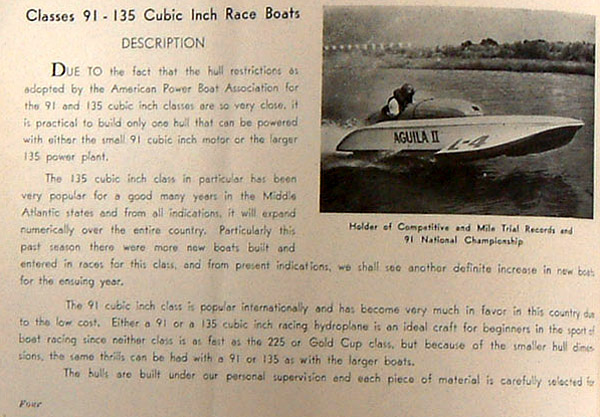 Classes 91 - 135 Cubic Inch Race Boats
DESCRIPTION
DUE TO the fact that the hull restrictions as
adopted by the American Power Boat Association for
the 91 and 135 cubic inch classes are so very close, it
is practical to build only one hull that can be powered
with either the small 91 cubic inch motor or the larger
135 power plant.
The 135 cubic inch class in particular has been
very popular for a good many years in the Middle
Atlantic states and from all indications, it will expand
numerically over the entire country. Particularly this
past season there were more new boats built and
entered in races for this class, and from present indications, we shall see another definite increase in new boats
for the ensuing year.
AGUILA II
L-4
Holder of Competitive and Mile Trial Records and
91 National Championship
The 91 cubic inch class is popular internationally and has become very much in favor in this country due
to the low cost. Either a 91 or a 135 cubic inch racing hydroplane is an ideal craft for beginners in the sport of
boat racing since neither class is as fast as the 225 or Gold Cup class, but because of the smaller hull dimen-
sions, the same thrills can be had with a 91 or 135 as with the larger boats.
The hulls are built under our personal supervision and each piece of material is carefully selected for
Four